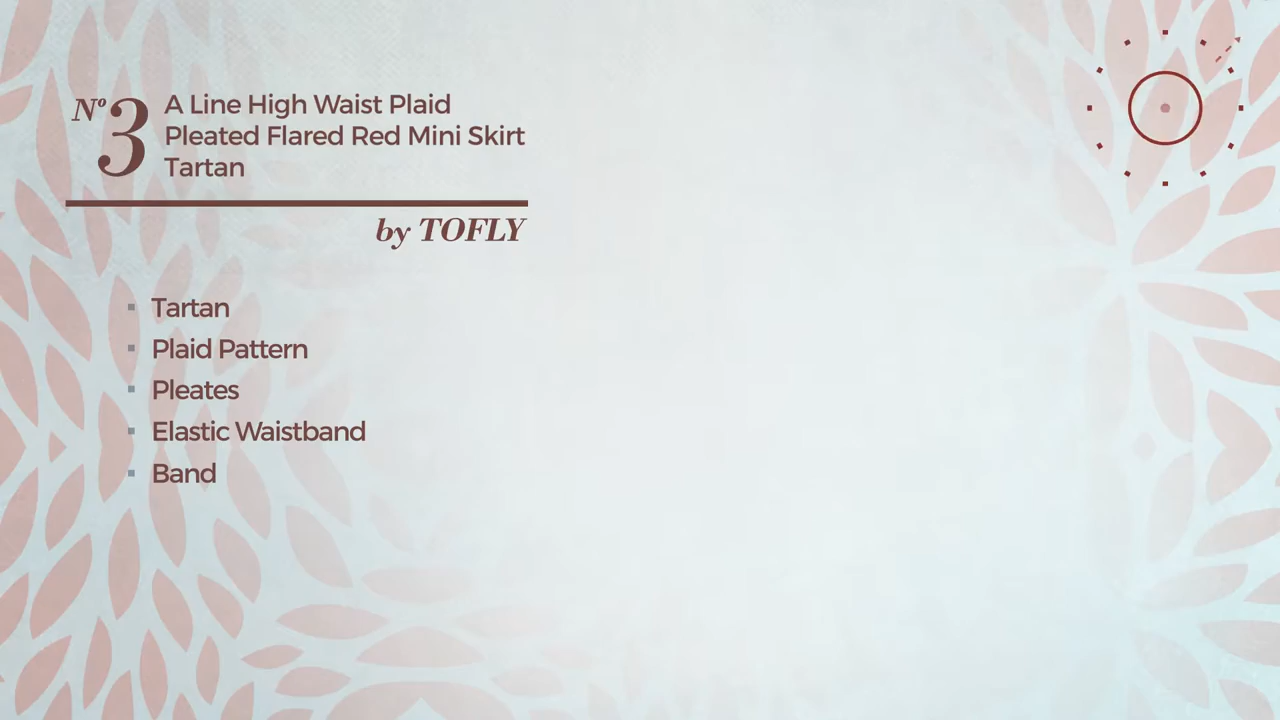 Nº3
A Line High Waist Plaid
Pleated Flared Red Mini Skirt
Tartan
by TOFLY
Tartan
Plaid Pattern
Pleates
Elastic Waistband
Band